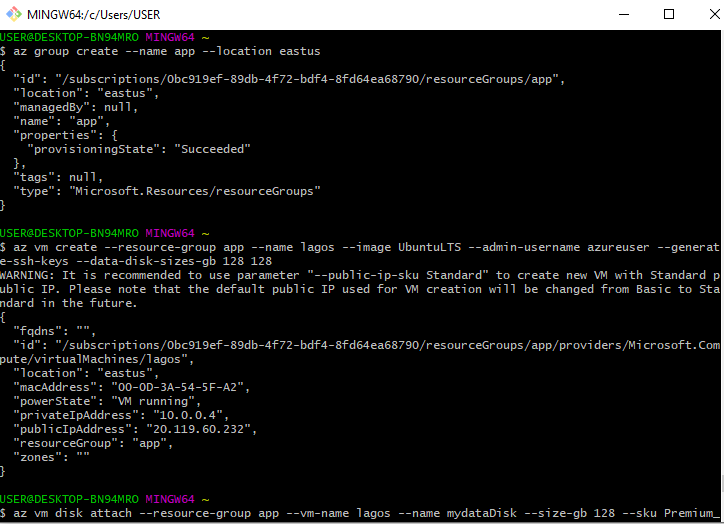 MINGW64:/c/Users/USER
USER@DESKTOP-BN94MRO MINGW64 ~
$ az group create --name app --location eastus
{
  "id": "/subscriptions/0bc919ef-89db-4f72-bdf4-8fd64ea68790/resourceGroups/app",
  "location": "eastus",
  "managedBy": null,
  "name": "app",
  "properties": {
    "provisioningState": "Succeeded"
  },
  "tags": null,
  "type": "Microsoft.Resources/resourceGroups"
}
USER@DESKTOP-BN94MRO MINGW64 ~
$ az vm create --resource-group app --name lagos --image UbuntuLTS --admin-username azureuser --generat
e-ssh-keys --data-disk-sizes-gb 128 128
WARNING: It is recommended to use parameter "--public-ip-sku Standard" to create new VM with Standard p
ublic IP. Please note that the default public IP used for VM creation will be changed from Basic to Sta
ndard in the future.
{
  "fqdns": "",
  "id": "/subscriptions/0bc919ef-89db-4f72-bdf4-8fd64ea68790/resourceGroups/app/providers/Microsoft.Com
pute/virtualMachines/lagos",
  "location": "eastus",
  "macAddress": "00-0D-3A-54-5F-A2",
  "powerState": "VM running",
  "privateIpAddress": "10.0.0.4",
  "publicIpAddress": "20.119.60.232",
  "resourceGroup": "app",
  "zones": ""
}
USER@DESKTOP-BN94MRO MINGW64 ~
$ az vm disk attach --resource-group app --vm-name lagos --name mydataDisk --size-gb 128 --sku Premium_